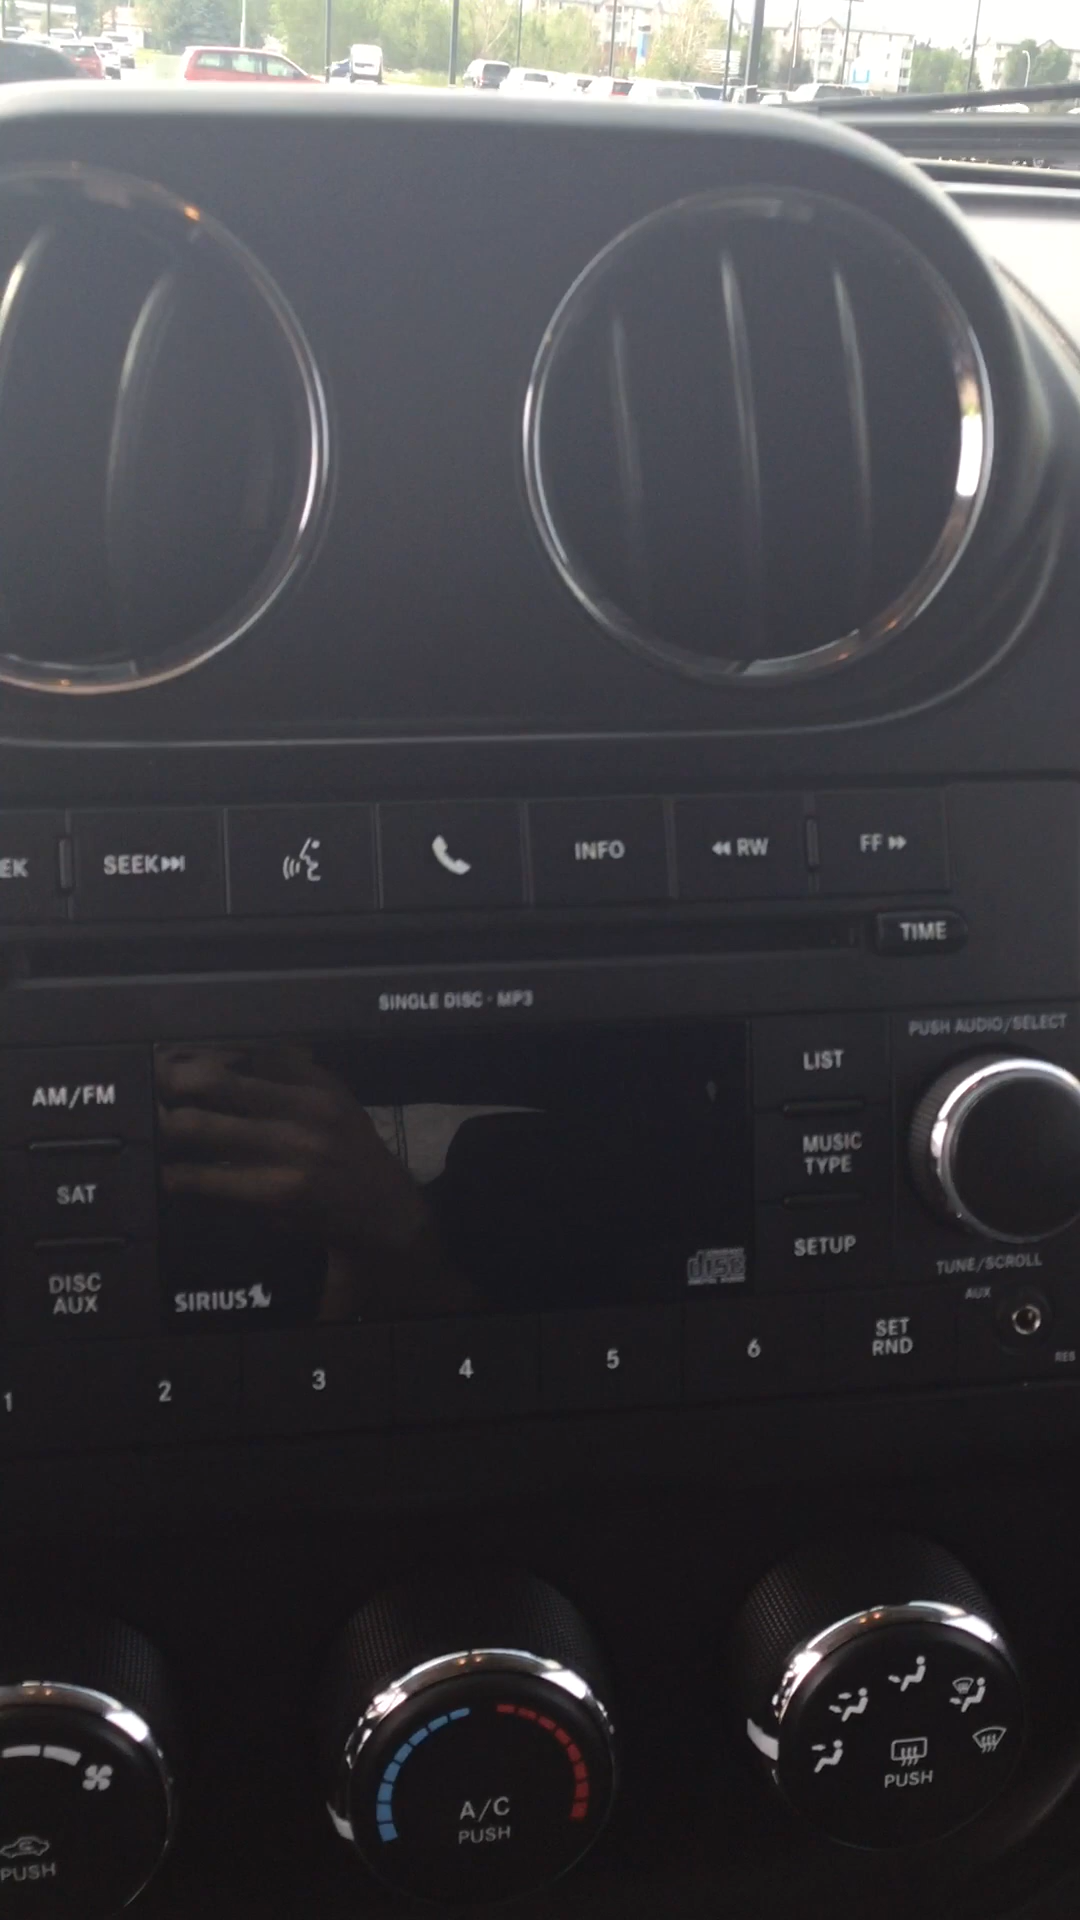 EK
SEEK
INFO
RW
FF
TIME
SINGLE DISC · MP3
PUSH AUDIO/SELECT
AM/FM
LIST
SAT
MUSIC
TYPE
SETUP
DISC
AUX
SIRIUS
disc
TUNE/SCROLL
AUX
RES
1
2
3
4
5
6
SET
RND
A/C
PUSH
PUSH
PUSH